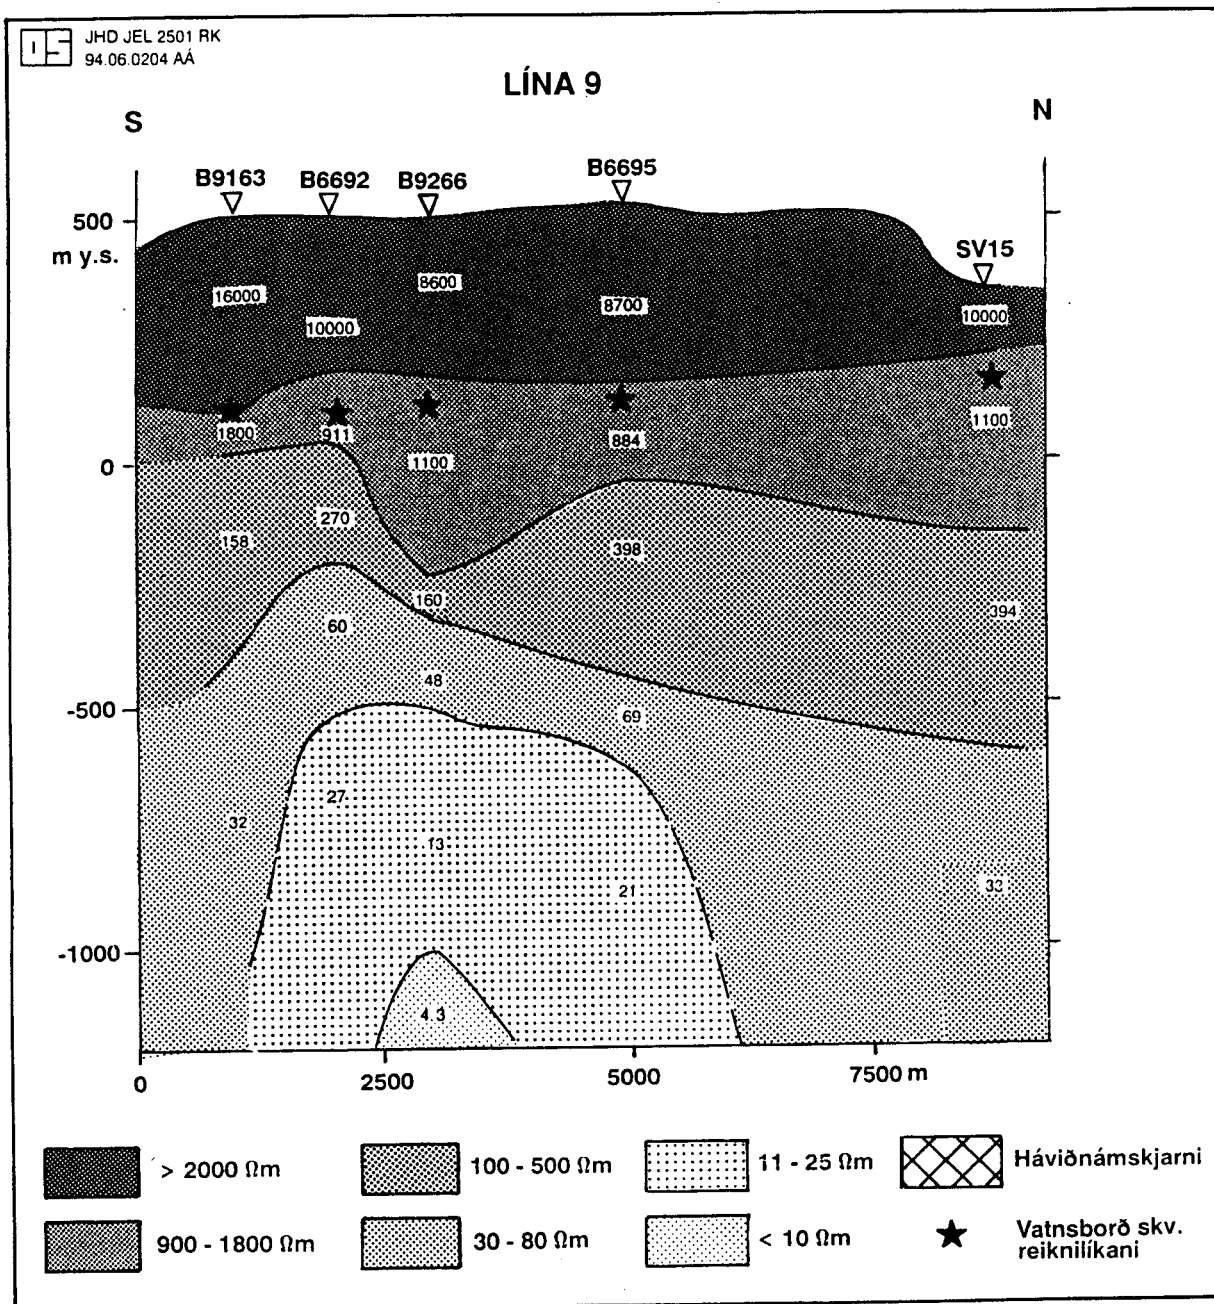 JHD JEL 2501 RK
94.06.0204 AÁ
LÍNA 9
S
N
B9163
B6692
B9266
B6695
SV15
500
m y.s.
0
-500
-1000
16000
10000
8600
8700
10000
1800
911
1100
884
1100
158
270
160
398
394
60
48
69
32
27
13
21
33
4.3
0
2500
5000
7500 m
> 2000 Ωm
100 - 500 Ωm
11 - 25 Ωm
Háviðnámskjarni
900 - 1800 Ωm
30 - 80 Ωm
< 10 Ωm
Vatnsborð skv.
reiknilíkani